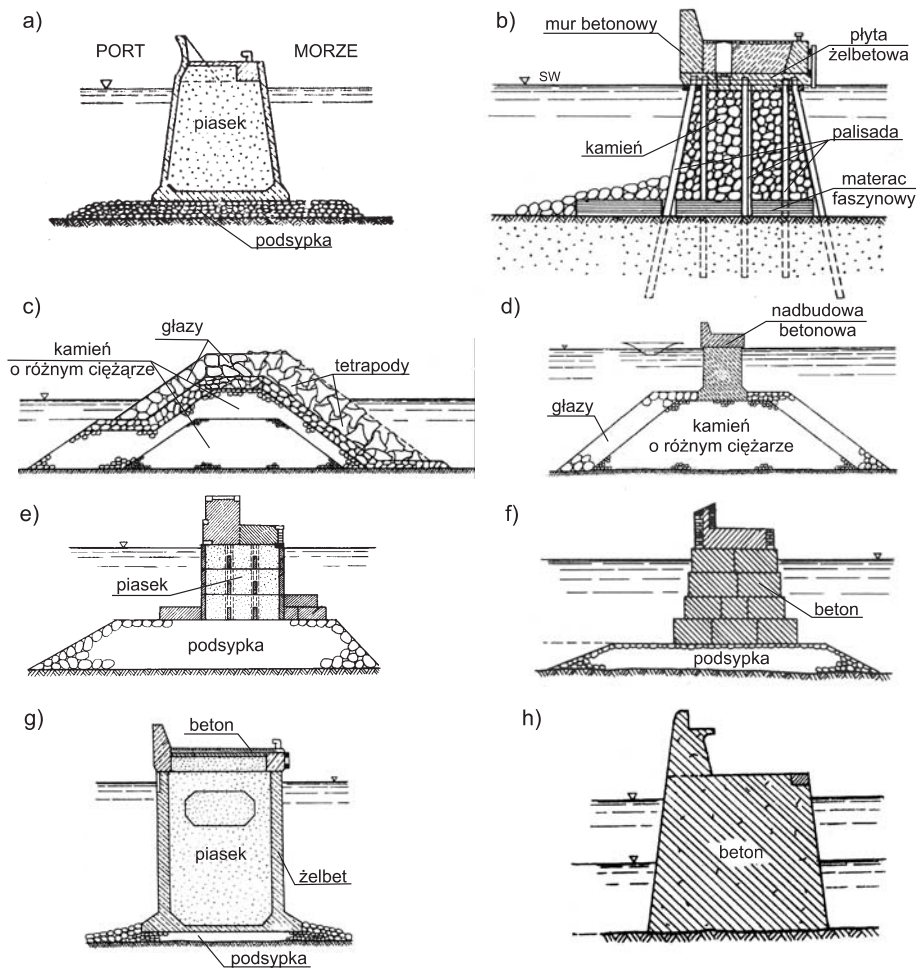 a)
PORT
MORZE
piasek
podsypka
b)
mur betonowy
płyta
żelbetowa
SW
kamień
palisada
materac
faszynowy
c)
głazy
kamień
o różnym ciężarze
tetrapody
d)
nadbudowa
betonowa
głazy
kamień
o różnym ciężarze
e)
piasek
podsypka
f)
beton
podsypka
g)
beton
piasek
żelbet
podsypka
h)
beton